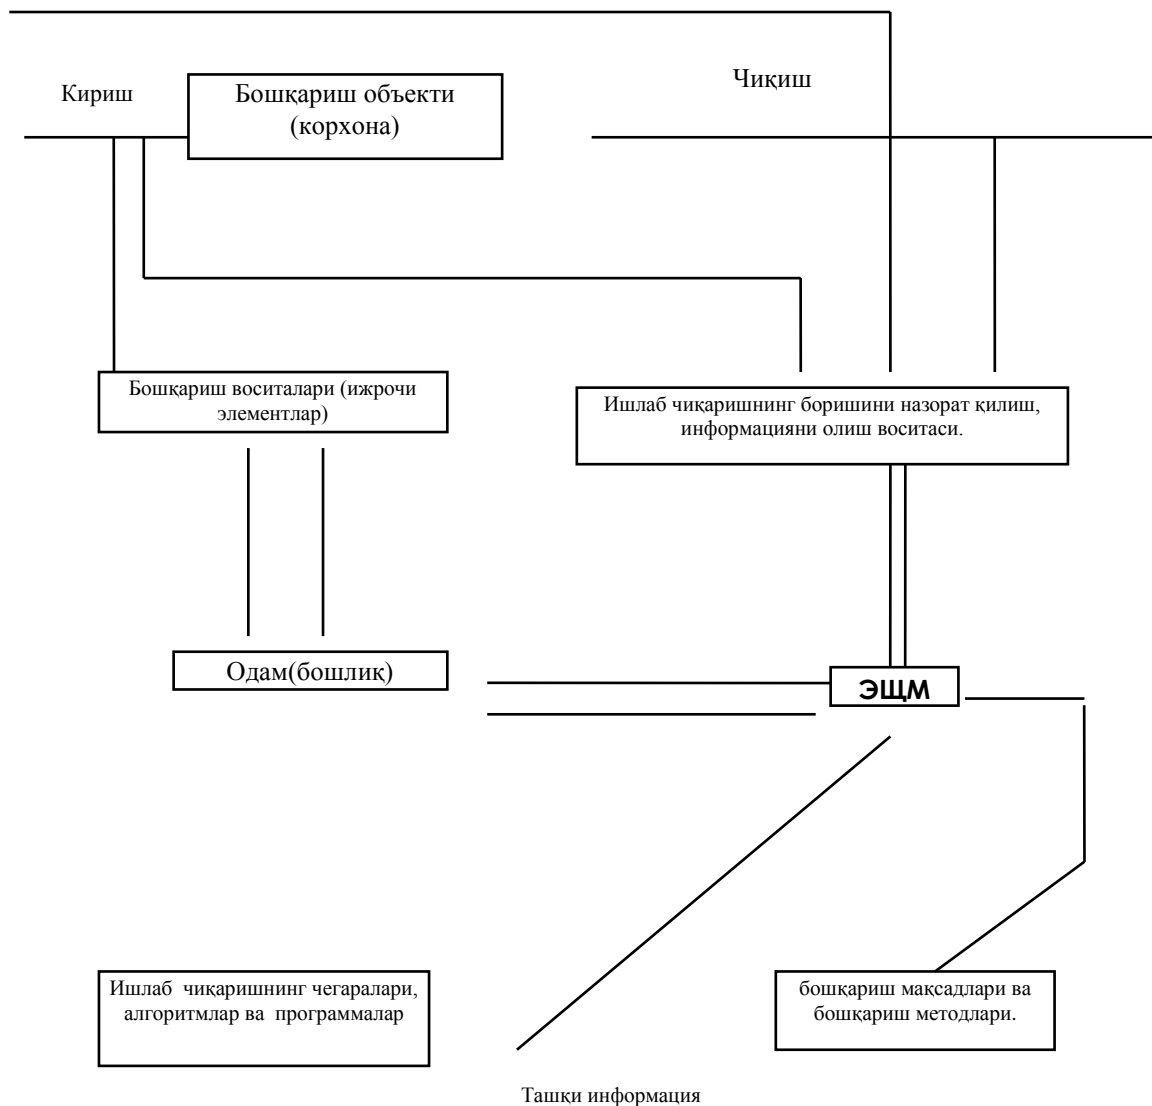 Кириш
Бошқариш объекти
(корхона)
Чиқиш
Бошқариш воситалари (ижрочи
элементлар)
Ишлаб чиқаришнинг боришини назорат қилиш,
информацияни олиш воситаси.
Одам(бошлиқ)
ЭЩМ
Ишлаб чиқаришнинг чегаралари,
алгоритмлар ва программалар
бошқариш мақсадлари ва
бошқариш методлари.
Ташқи информация